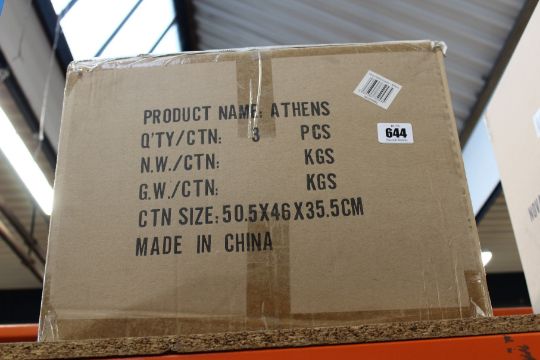 PRODUCT NAME: ATHENS
Q'TY/CTN: 3 PCS
N.W./CTN: KGS
G.W./CTN: KGS
CTN SIZE: 50.5X46X35.5CM
MADE IN CHINA
644